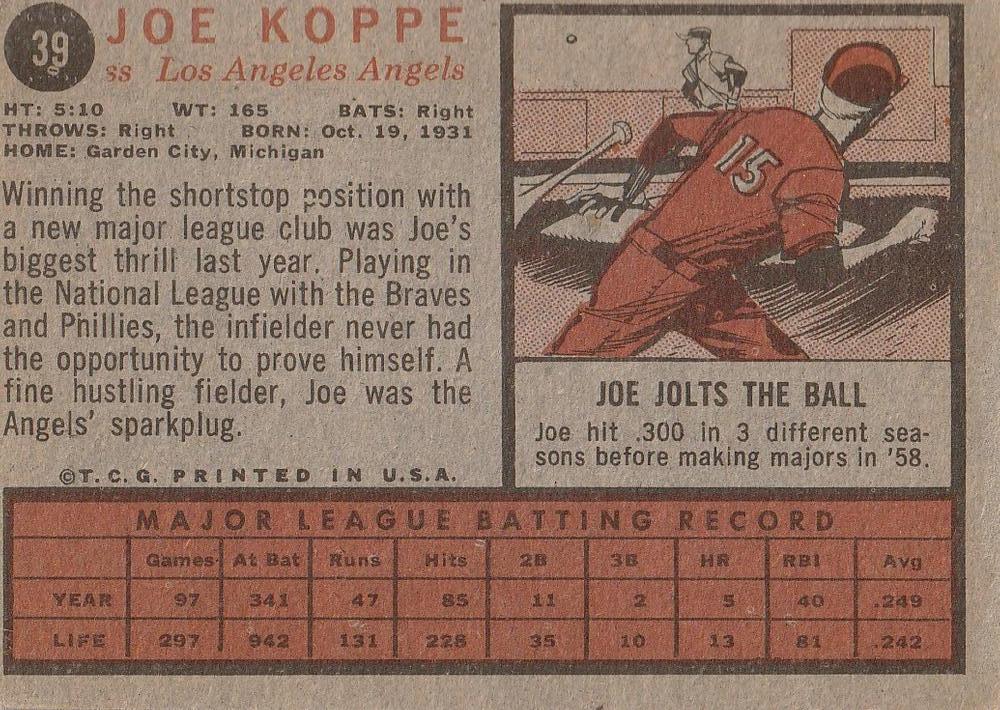 39
JOE KOPPE
ss Los Angeles Angels
HT: 5:10 WT: 165 BATS: Right
THROWS: Right BORN: Oct. 19, 1931
HOME: Garden City, Michigan
Winning the shortstop position with
a new major league club was Joe's
biggest thrill last year. Playing in
the National League with the Braves
and Phillies, the infielder never had
the opportunity to prove himself. A
fine hustling fielder, Joe was the
Angels' sparkplug.
©T. C. G. PRINTED IN U.S.A.
15
JOE JOLTS THE BALL
Joe hit .300 in 3 different sea-
sons before making majors in '58.
MAJOR LEAGUE BATTING RECORD
Games At Bat Runs Hits 2B 3B HR RBI Avg
YEAR 97 341 47 85 11 2 5 40 .249
LIFE 297 942 131 228 35 10 13 81 .242